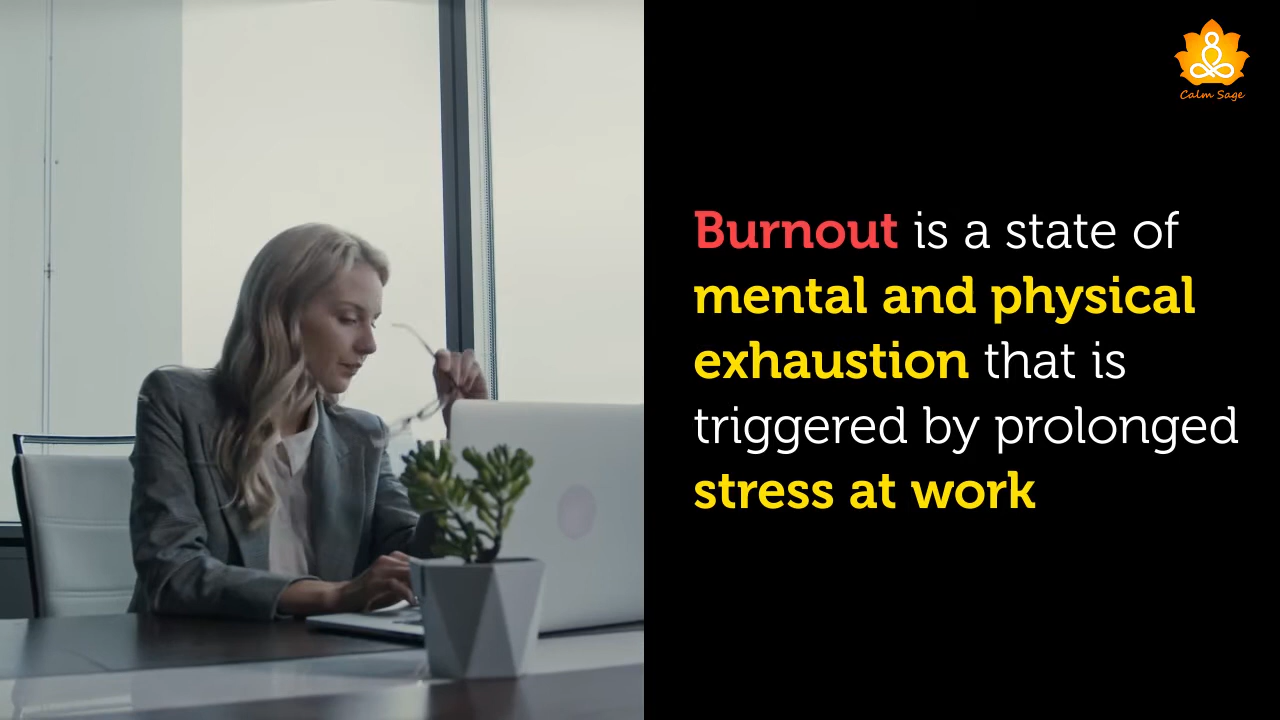 Calm Sage
Burnout is a state of
mental and physical
exhaustion that is
triggered by prolonged
stress at work